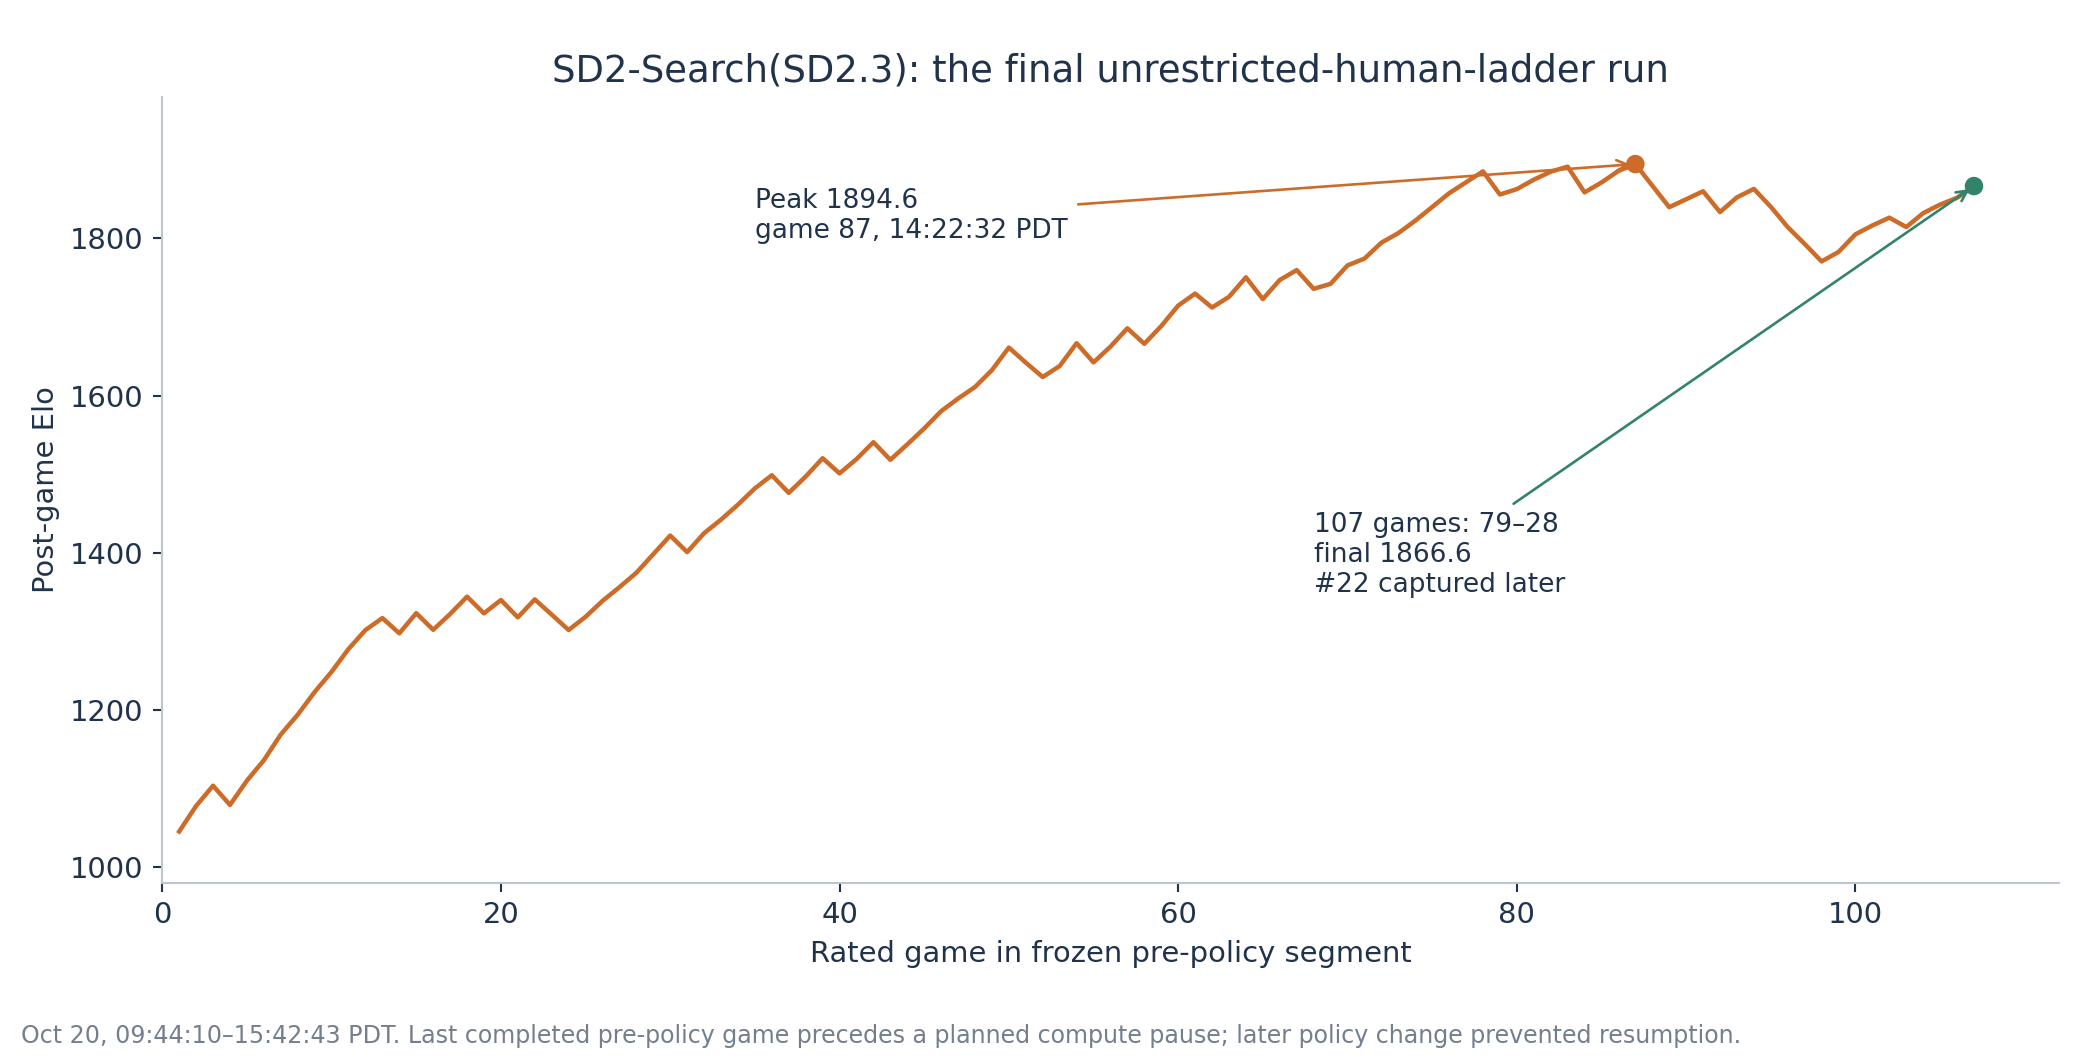 SD2-Search(SD2.3): the final unrestricted-human-ladder run
Post-game Elo
1800
1600
1400
1200
1000
Peak 1894.6
game 87, 14:22:32 PDT
107 games: 79–28
final 1866.6
#22 captured later
0 20 40 60 80 100
Rated game in frozen pre-policy segment
Oct 20, 09:44:10–15:42:43 PDT. Last completed pre-policy game precedes a planned compute pause; later policy change prevented resumption.